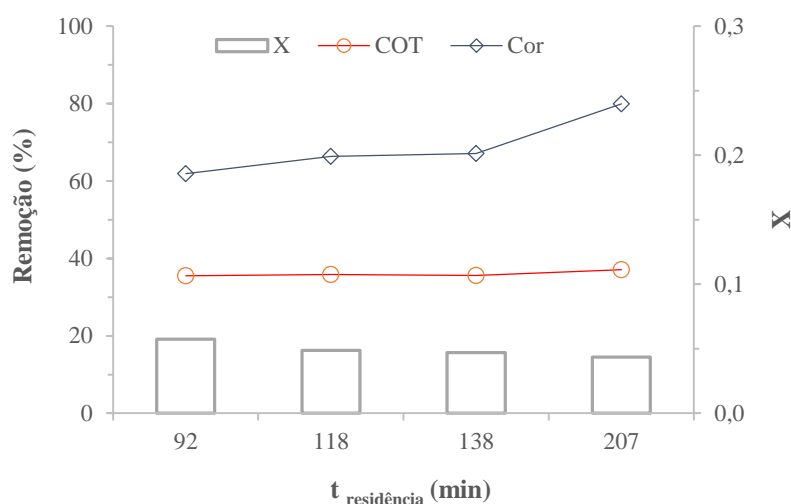 X COT Cor
100
80
60
40
20
0
Remoção (%)
0,3
0,2
0,1
0,0
X
92 118 138 207
t residência (min)